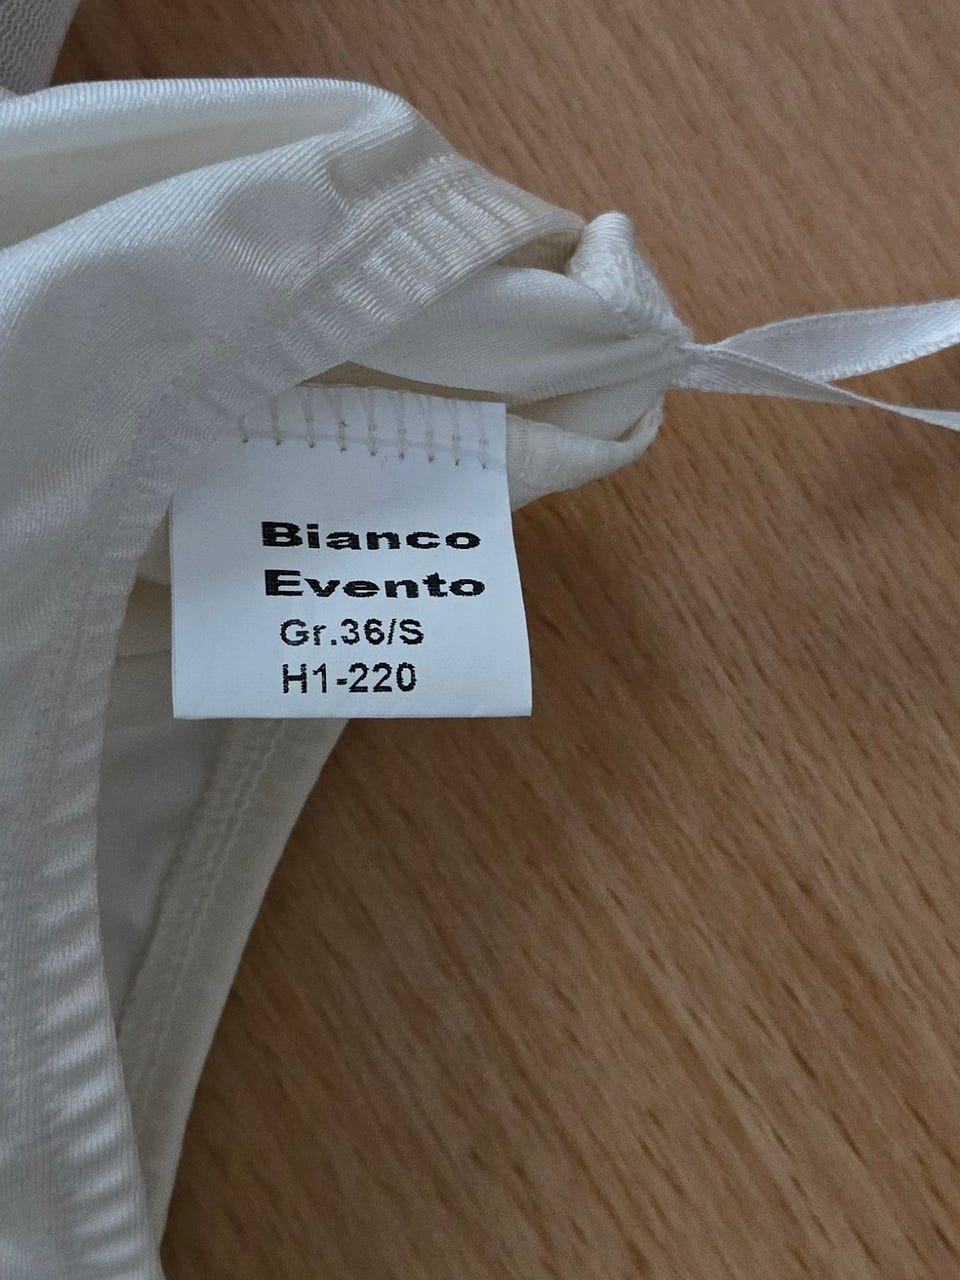 Bianco
Evento
Gr.36/S
H1-220